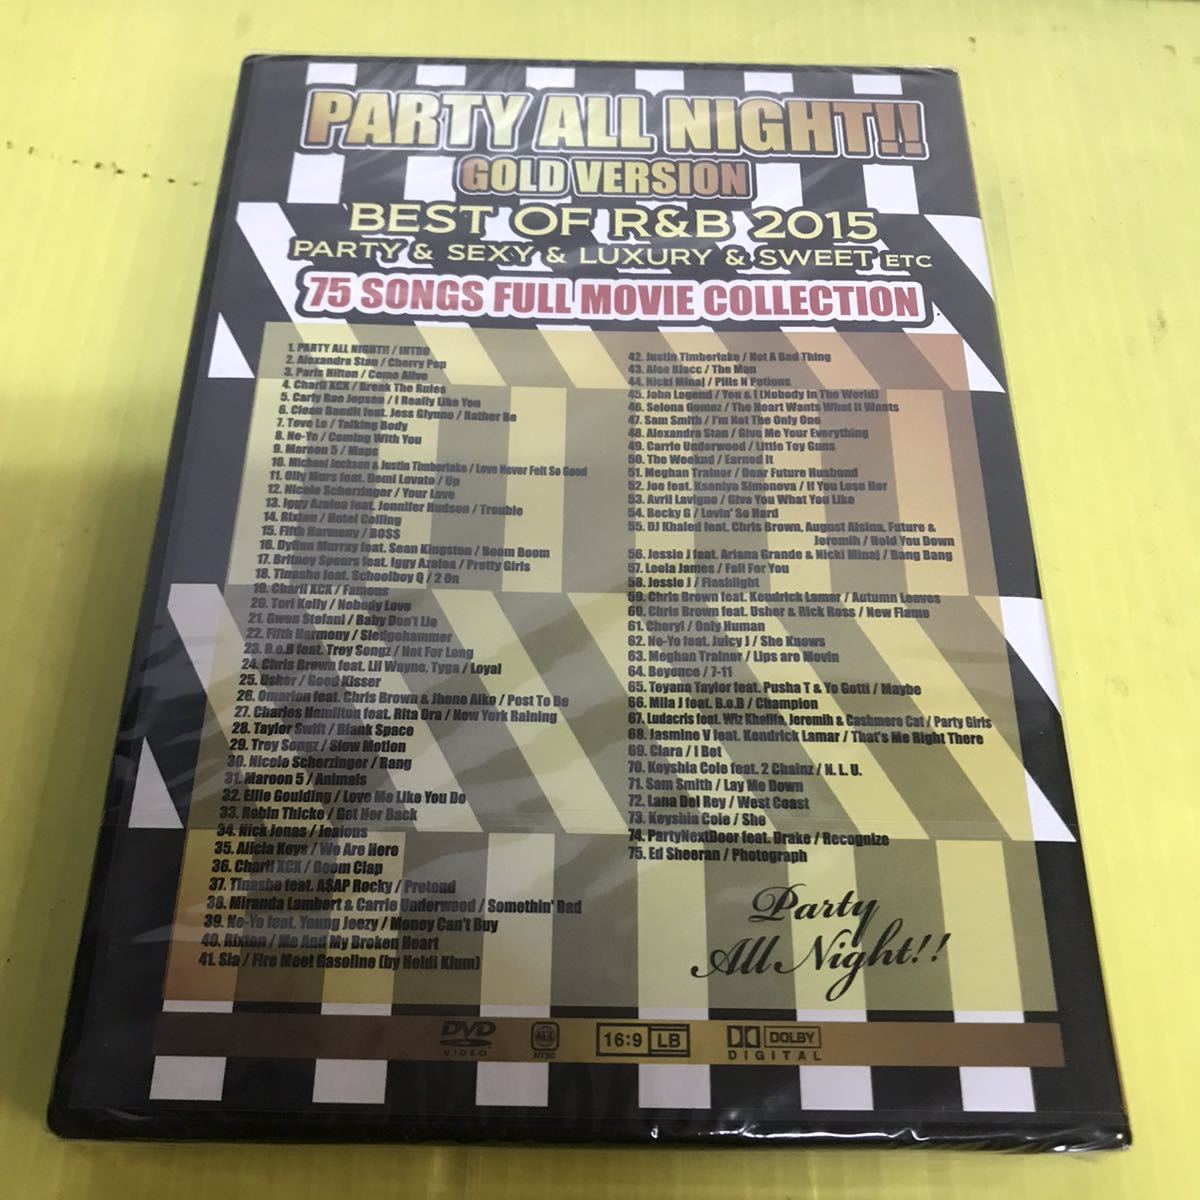 PARTY ALL NIGHT!!
GOLD VERSION
BEST OF R&B 2015
PARTY & SEXY & LUXURY & SWEET ETC
75 SONGS FULL MOVIE COLLECTION
1. PARTY ALL NIGHT!! / INTRO
2. Alexandra Stan / Cherry Pop
3. Paris Hilton / Come Alive
4. Charli XCX / Break The Rules
5. Carly Rae Jepsen / I Really Like You
6. Clean Bandit feat. Jess Glynne / Rather Be
7. Tove Lo / Talking Body
8. Ne-Yo / Coming With You
9. Maroon 5 / Maps
10. Michael Jackson & Justin Timberlake / Love Never Felt So Good
11. Olly Murs feat. Demi Lovato / Up
12. Nicole Scherzinger / Your Love
13. Iggy Azalea feat. Jennifer Hudson / Trouble
14. Rixton / Hotel Ceiling
15. Fifth Harmony / BO$$
16. Dyllan Murray feat. Sean Kingston / Boom Boom
17. Britney Spears feat. Iggy Azalea / Pretty Girls
18. Tinashe feat. Schoolboy Q / 2 On
19. Charli XCX / Famous
20. Tori Kelly / Nobody Love
21. Gwen Stefani / Baby Don't Lie
22. Fifth Harmony / Sledgehammer
23. B.o.B feat. Trey Songz / Not For Long
24. Chris Brown feat. Lil Wayne, Tyga / Loyal
25. Usher / Good Kisser
26. Omarion feat. Chris Brown & Jhene Aiko / Post To Be
27. Charles Hamilton feat. Rita Ora / New York Raining
28. Taylor Swift / Blank Space
29. Trey Songz / Slow Motion
30. Nicole Scherzinger / Bang
31. Maroon 5 / Animals
32. Ellie Goulding / Love Me Like You Do
33. Robin Thicke / Get Her Back
34. Nick Jonas / Jealous
35. Alicia Keys / We Are Here
36. Charli XCX / Boom Clap
37. Tinashe feat. A$AP Rocky / Pretend
38. Miranda Lambert & Carrie Underwood / Somethin' Bad
39. Ne-Yo feat. Young Jeezy / Money Can't Buy
40. Rixton / Me And My Broken Heart
41. Sia / Fire Meet Gasoline (by Heidi Klum)
42. Justin Timberlake / Not A Bad Thing
43. Aloe Blacc / The Man
44. Nicki Minaj / Pills N Potions
45. John Legend / You & I (Nobody In The World)
46. Selena Gomez / The Heart Wants What It Wants
47. Sam Smith / I'm Not The Only One
48. Alexandra Stan / Give Me Your Everything
49. Carrie Underwood / Little Toy Guns
50. The Weeknd / Earned It
51. Meghan Trainor / Dear Future Husband
52. Joe feat. Kseniya Simonova / If You Lose Her
53. Avril Lavigne / Give You What You Like
54. Becky G / Lovin' So Hard
55. DJ Khaled feat. Chris Brown, August Alsina, Future &
Jeremih / Hold You Down
56. Jessie J feat. Ariana Grande & Nicki Minaj / Bang Bang
57. Leela James / Fall For You
58. Jessie J / Flashlight
59. Chris Brown feat. Kendrick Lamar / Autumn Leaves
60. Chris Brown feat. Usher & Rick Ross / New Flame
61. Cheryl / Only Human
62. Ne-Yo feat. Juicy J / She Knows
63. Meghan Trainor / Lips are Movin
64. Beyonce / 7-11
65. Teyana Taylor feat. Pusha T & Yo Gotti / Maybe
66. Mila J feat. B.o.B / Champion
67. Ludacris feat. Wiz Khalifa, Jeremih & Cashmere Cat / Party Girls
68. Jasmine V feat. Kendrick Lamar / That's Me Right There
69. Ciara / I Bet
70. Keyshia Cole feat. 2 Chainz / N. L. U.
71. Sam Smith / Lay Me Down
72. Lana Del Rey / West Coast
73. Keyshia Cole / She
74. PartyNextDoor feat. Drake / Recognize
75. Ed Sheeran / Photograph
Party
All Night!!
DVD VIDEO
ALL NTSC
16:9 LB
DOLBY DIGITAL